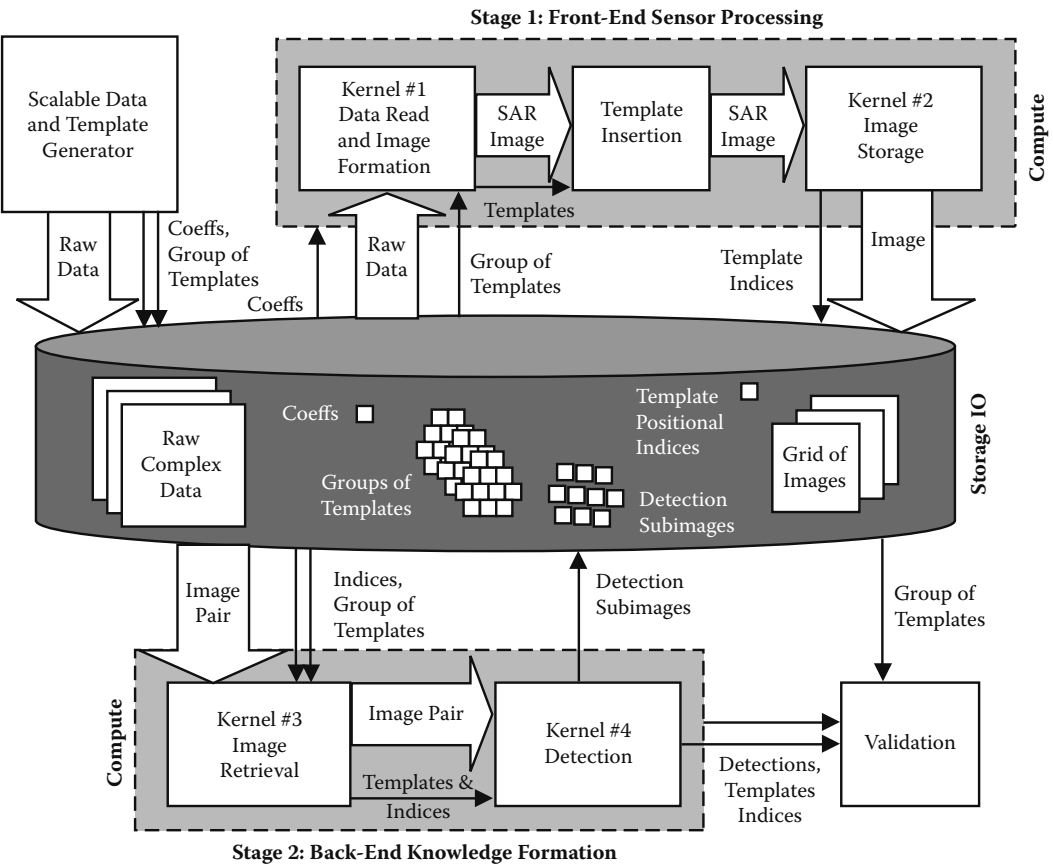 Stage 1: Front-End Sensor Processing
Scalable Data
and Template
Generator
Kernel #1
Data Read
and Image
Formation
SAR
Image
Template
Insertion
SAR
Image
Kernel #2
Image
Storage
Compute
Templates
Raw
Data
Coeffs,
Group of
Templates
Coeffs
Raw
Data
Group of
Templates
Template
Indices
Image
Raw
Complex
Data
Coeffs
Groups of
Templates
Template
Positional
Indices
Detection
Subimages
Grid of
Images
Storage IO
Image
Pair
Indices,
Group of
Templates
Detection
Subimages
Group of
Templates
Compute
Kernel #3
Image
Retrieval
Image Pair
Templates &
Indices
Kernel #4
Detection
Detections,
Templates
Indices
Validation
Stage 2: Back-End Knowledge Formation